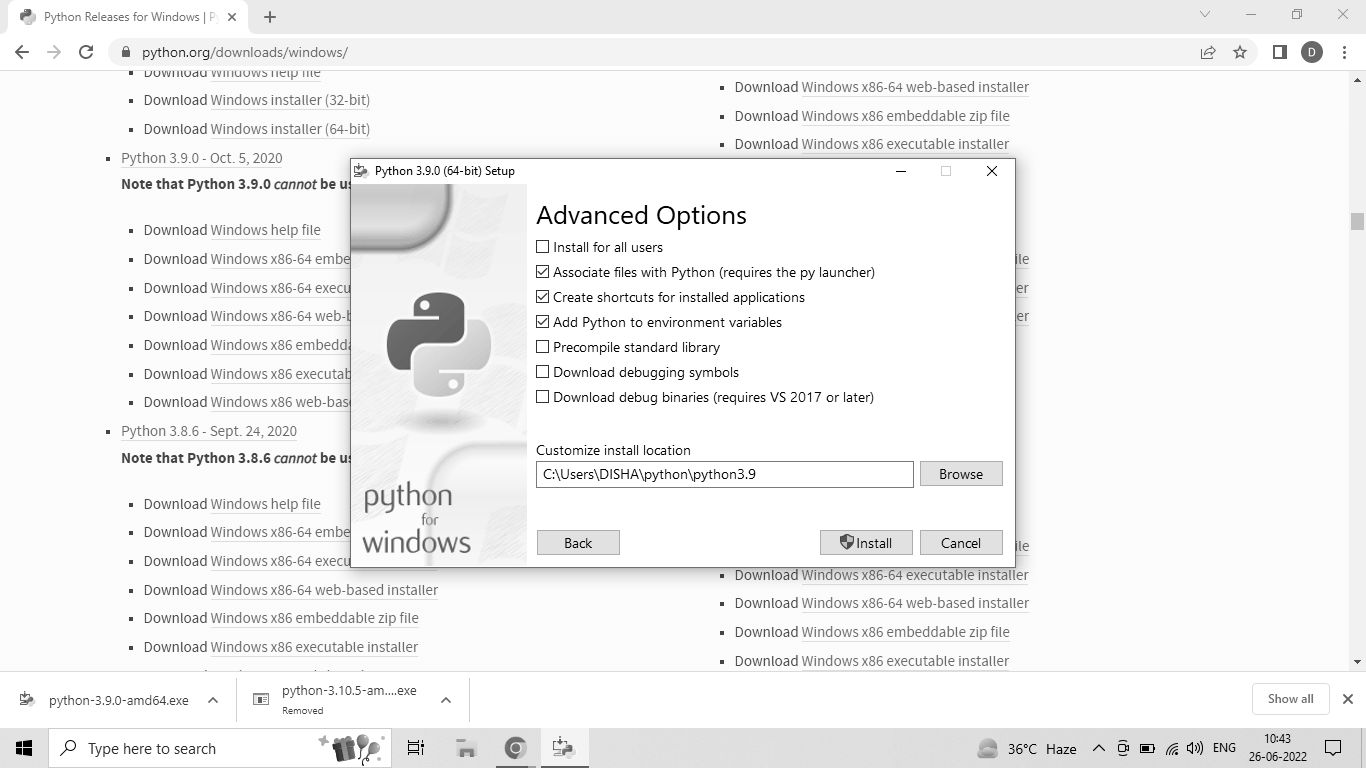 Python Releases for Windows | P
python.org/downloads/windows/
D
Download Windows help file
Download Windows installer (32-bit)
Download Windows installer (64-bit)
Python 3.9.0 - Oct. 5, 2020
Note that Python 3.9.0 cannot be us
Download Windows help file
Download Windows x86-64 embe
Download Windows x86-64 execu
Download Windows x86-64 web-b
Download Windows x86 embedda
Download Windows x86 executab
Download Windows x86 web-bas
Python 3.8.6 - Sept. 24, 2020
Note that Python 3.8.6 cannot be us
Download Windows help file
Download Windows x86-64 embe
Download Windows x86-64 execu
Download Windows x86-64 web-based installer
Download Windows x86 embeddable zip file
Download Windows x86 executable installer
Download Windows x86-64 web-based installer
Download Windows x86 embeddable zip file
Download Windows x86 executable installer
ile
er
er
ile
Download Windows x86-64 executable installer
Download Windows x86-64 web-based installer
Download Windows x86 embeddable zip file
Download Windows x86 executable installer
Python 3.9.0 (64-bit) Setup
Advanced Options
Install for all users
Associate files with Python (requires the py launcher)
Create shortcuts for installed applications
Add Python to environment variables
Precompile standard library
Download debugging symbols
Download debug binaries (requires VS 2017 or later)
Customize install location
C:\Users\DISHA\python\python3.9
Browse
python
for
windows
Back
Install
Cancel
python-3.9.0-amd64.exe
python-3.10.5-am....exe
Removed
Show all
Type here to search
36°C Haze
ENG
10:43
26-06-2022